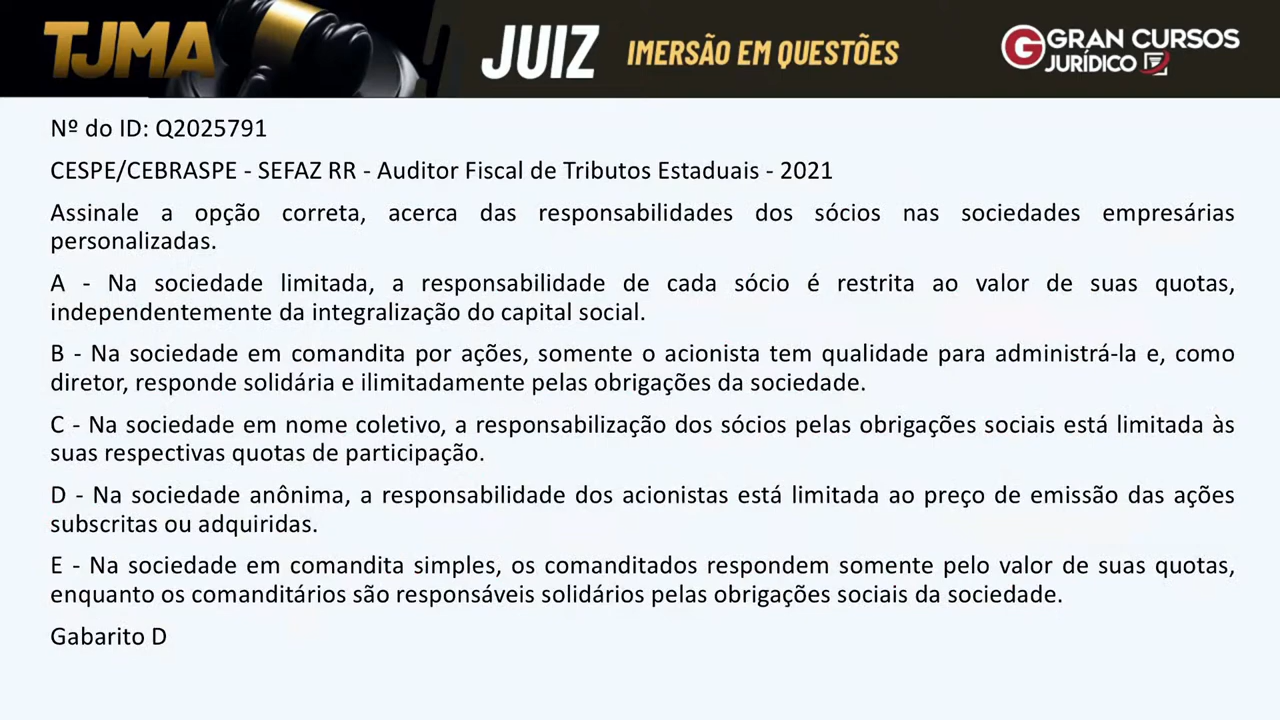 TJMA
JUIZ
IMERSÃO EM QUESTÕES
GRAN CURSOS
JURÍDICO
Nº do ID: Q2025791
CESPE/CEBRASPE - SEFAZ RR - Auditor Fiscal de Tributos Estaduais - 2021
Assinale a opção correta, acerca das responsabilidades dos sócios nas sociedades empresárias
personalizadas.
A - Na sociedade limitada, a responsabilidade de cada sócio é restrita ao valor de suas quotas,
independentemente da integralização do capital social.
B - Na sociedade em comandita por ações, somente o acionista tem qualidade para administrá-la e, como
diretor, responde solidária e ilimitadamente pelas obrigações da sociedade.
C - Na sociedade em nome coletivo, a responsabilização dos sócios pelas obrigações sociais está limitada às
suas respectivas quotas de participação.
D - Na sociedade anônima, a responsabilidade dos acionistas está limitada ao preço de emissão das ações
subscritas ou adquiridas.
E - Na sociedade em comandita simples, os comanditados respondem somente pelo valor de suas quotas,
enquanto os comanditários são responsáveis solidários pelas obrigações sociais da sociedade.
Gabarito D